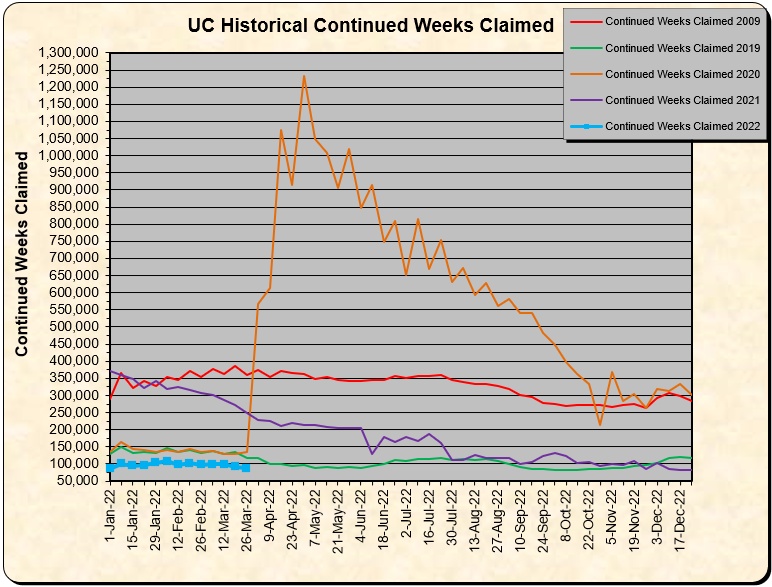 UC Historical Continued Weeks Claimed
Continued Weeks Claimed 2009
Continued Weeks Claimed 2019
Continued Weeks Claimed 2020
Continued Weeks Claimed 2021
Continued Weeks Claimed 2022
Continued Weeks Claimed
1,300,000
1,250,000
1,200,000
1,150,000
1,100,000
1,050,000
1,000,000
950,000
900,000
850,000
800,000
750,000
700,000
650,000
600,000
550,000
500,000
450,000
400,000
350,000
300,000
250,000
200,000
150,000
100,000
50,000
1-Jan-22
15-Jan-22
29-Jan-22
12-Feb-22
26-Feb-22
12-Mar-22
26-Mar-22
9-Apr-22
23-Apr-22
7-May-22
21-May-22
4-Jun-22
18-Jun-22
2-Jul-22
16-Jul-22
30-Jul-22
13-Aug-22
27-Aug-22
10-Sep-22
24-Sep-22
8-Oct-22
22-Oct-22
5-Nov-22
19-Nov-22
3-Dec-22
17-Dec-22